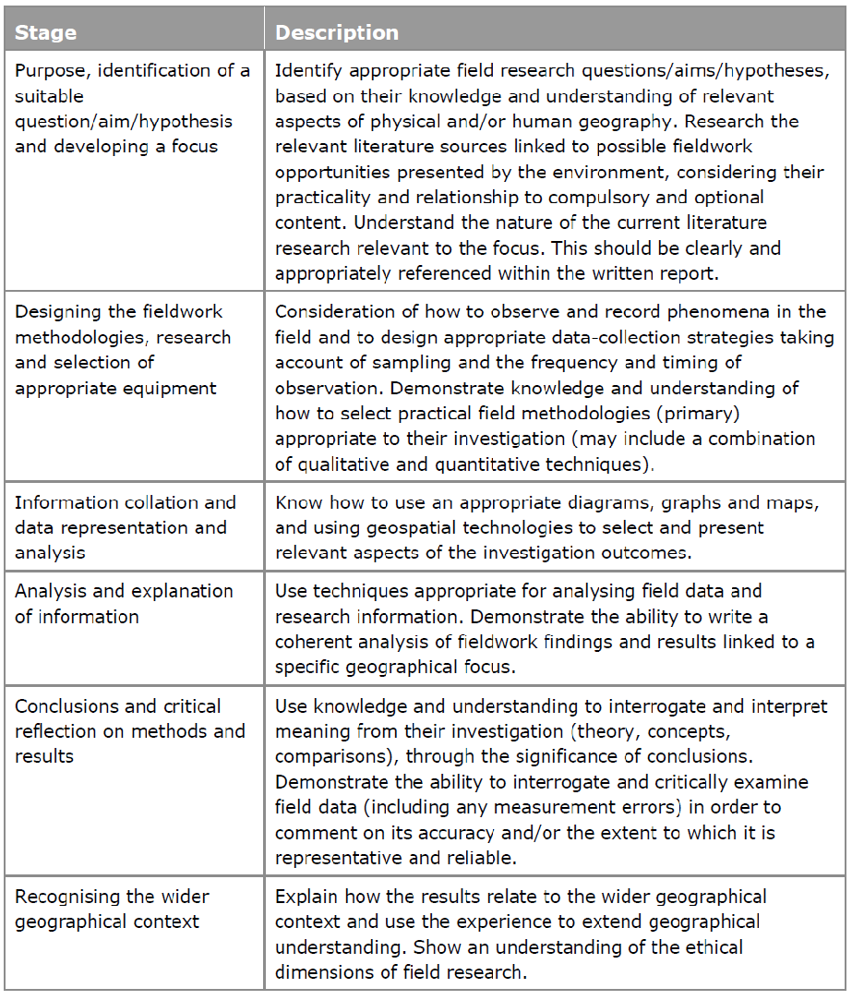 Stage
Description
Purpose, identification of a
suitable
question/aim/hypothesis
and developing a focus
Identify appropriate field research questions/aims/hypotheses,
based on their knowledge and understanding of relevant
aspects of physical and/or human geography. Research the
relevant literature sources linked to possible fieldwork
opportunities presented by the environment, considering their
practicality and relationship to compulsory and optional
content. Understand the nature of the current literature
research relevant to the focus. This should be clearly and
appropriately referenced within the written report.
Designing the fieldwork
methodologies, research
and selection of
appropriate equipment
Consideration of how to observe and record phenomena in the
field and to design appropriate data-collection strategies taking
account of sampling and the frequency and timing of
observation. Demonstrate knowledge and understanding of
how to select practical field methodologies (primary)
appropriate to their investigation (may include a combination
of qualitative and quantitative techniques).
Information collation and
data representation and
analysis
Know how to use an appropriate diagrams, graphs and maps,
and using geospatial technologies to select and present
relevant aspects of the investigation outcomes.
Analysis and explanation
of information
Use techniques appropriate for analysing field data and
research information. Demonstrate the ability to write a
coherent analysis of fieldwork findings and results linked to a
specific geographical focus.
Conclusions and critical
reflection on methods and
results
Use knowledge and understanding to interrogate and interpret
meaning from their investigation (theory, concepts,
comparisons), through the significance of conclusions.
Demonstrate the ability to interrogate and critically examine
field data (including any measurement errors) in order to
comment on its accuracy and/or the extent to which it is
representative and reliable.
Recognising the wider
geographical context
Explain how the results relate to the wider geographical
context and use the experience to extend geographical
understanding. Show an understanding of the ethical
dimensions of field research.